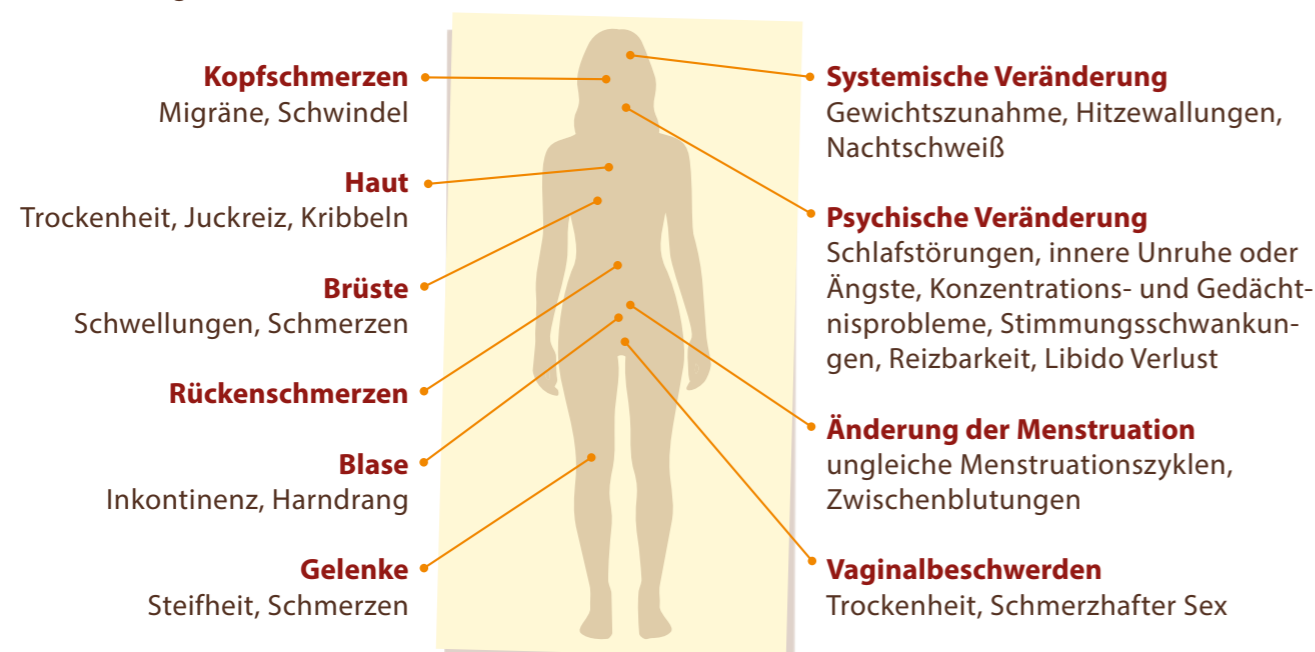 Kopfschmerzen
Migräne, Schwindel
Haut
Trockenheit, Juckreiz, Kribbeln
Brüste
Schwellungen, Schmerzen
Rückenschmerzen
Blase
Inkontinenz, Harndrang
Gelenke
Steifheit, Schmerzen
Systemische Veränderung
Gewichtszunahme, Hitzewallungen,
Nachtschweiß
Psychische Veränderung
Schlafstörungen, innere Unruhe oder
Ängste, Konzentrations- und Gedächt-
nisprobleme, Stimmungsschwankun-
gen, Reizbarkeit, Libido Verlust
Änderung der Menstruation
ungleiche Menstruationszyklen,
Zwischenblutungen
Vaginalbeschwerden
Trockenheit, Schmerzhafter Sex